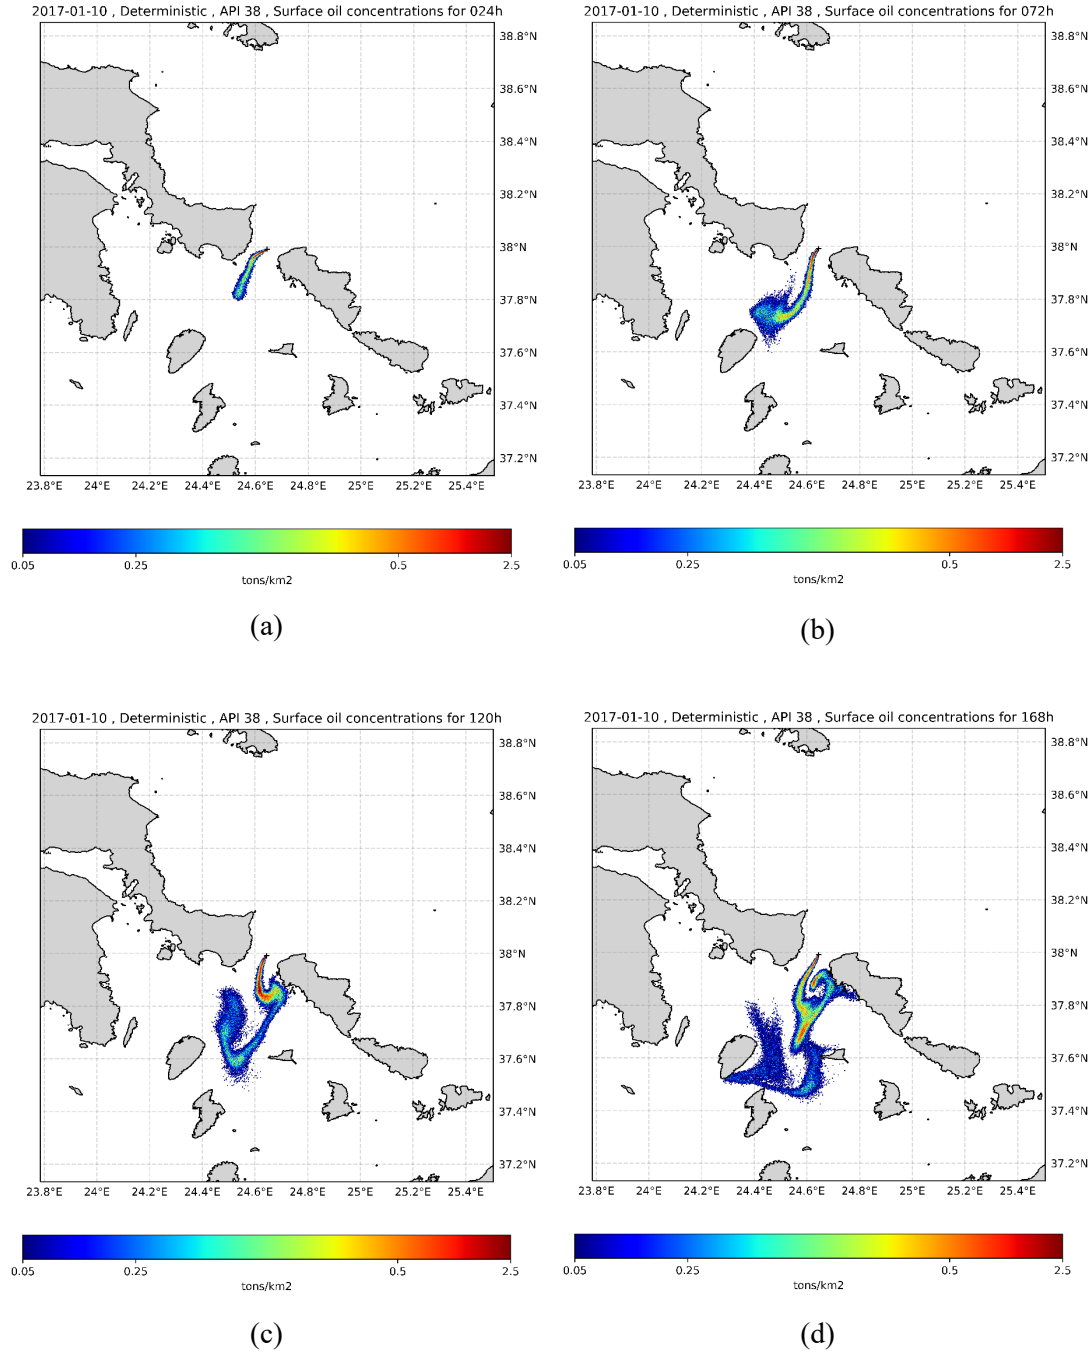 2017-01-10 , Deterministic , API 38 , Surface oil concentrations for 024h
38.8°N
38.6°N
38.4°N
38.2°N
38°N
37.8°N
37.6°N
37.4°N
37.2°N
23.8°E 24°E 24.2°E 24.4°E 24.6°E 24.8°E 25°E 25.2°E 25.4°E
0.05 0.25 0.5 2.5
tons/km2
(a)
2017-01-10 , Deterministic , API 38 , Surface oil concentrations for 072h
38.8°N
38.6°N
38.4°N
38.2°N
38°N
37.8°N
37.6°N
37.4°N
37.2°N
23.8°E 24°E 24.2°E 24.4°E 24.6°E 24.8°E 25°E 25.2°E 25.4°E
0.05 0.25 0.5 2.5
tons/km2
(b)
2017-01-10 , Deterministic , API 38 , Surface oil concentrations for 120h
38.8°N
38.6°N
38.4°N
38.2°N
38°N
37.8°N
37.6°N
37.4°N
37.2°N
23.8°E 24°E 24.2°E 24.4°E 24.6°E 24.8°E 25°E 25.2°E 25.4°E
0.05 0.25 0.5 2.5
tons/km2
(c)
2017-01-10 , Deterministic , API 38 , Surface oil concentrations for 168h
38.8°N
38.6°N
38.4°N
38.2°N
38°N
37.8°N
37.6°N
37.4°N
37.2°N
23.8°E 24°E 24.2°E 24.4°E 24.6°E 24.8°E 25°E 25.2°E 25.4°E
0.05 0.25 0.5 2.5
tons/km2
(d)